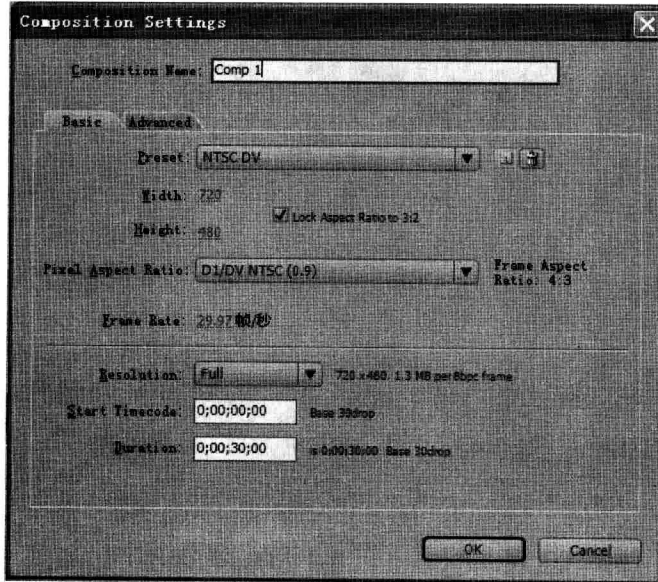 Composition Settings
Composition Name: Comp 1
Basic Advanced
Preset: NTSC DV
Width: 720
Lock Aspect Ratio to 3:2
Height: 480
Pixel Aspect Ratio: D1/DV NTSC (0.9) Frame Aspect Ratio: 4:3
Frame Rate: 29.97 帧/秒
Resolution: Full 720 x 480, 1.3 MB per 8bpc frame
Start Timecode: 0;00;00;00 Base 30drop
Duration: 0;00;30;00 is 0;00;30;00 Base 30drop
OK Cancel